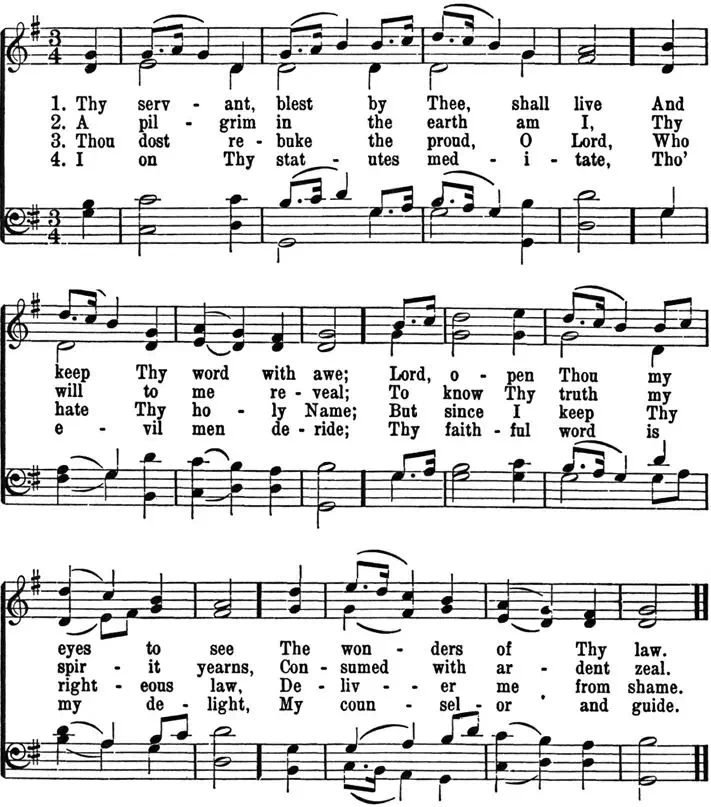 3 4
1. Thy serv - ant, blest by Thee, shall live And
2. A pil - grim in the earth am I, Thy
3. Thou dost re - buke the proud, O Lord, Who
4. I on Thy stat - utes med - i - tate, Tho'
3 4
keep Thy word with awe; Lord, o - pen Thou my
will to me re - veal; To know Thy truth my
hate Thy ho - ly Name; But since I keep Thy
e - vil men de - ride; Thy faith - ful word is
eyes to see The won - ders of Thy law.
spir - it yearns, Con - sumed with ar - dent zeal.
right - eous law, De - liv - er me from shame.
my de - light, My coun - sel - or and guide.